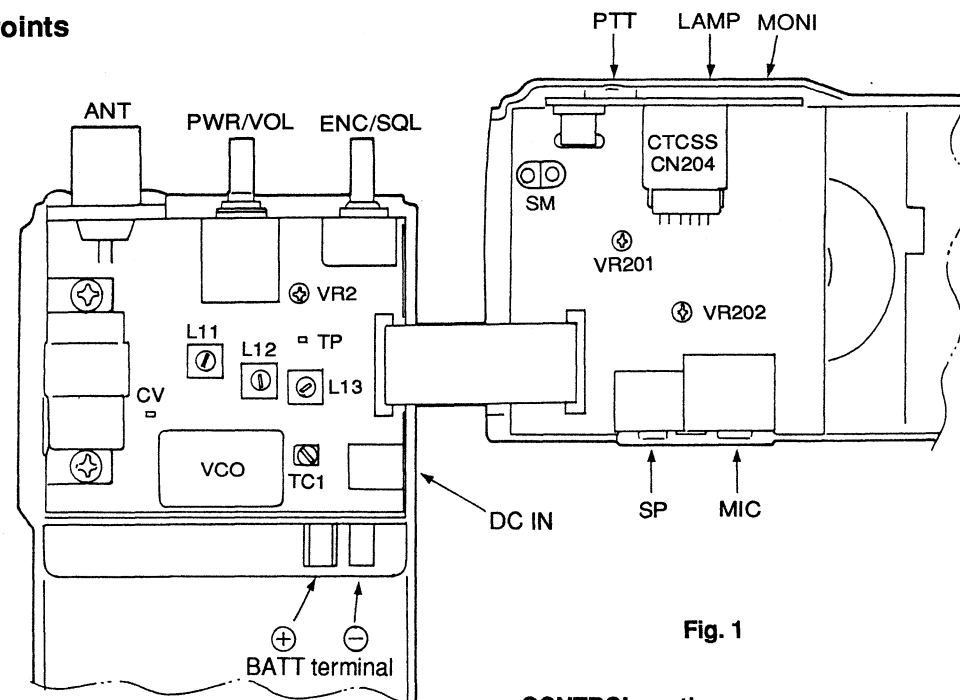 oints
PTT LAMP MONI
ANT
PWR/VOL ENC/SQL
CTCSS
CN204
SM
VR201
VR2
VR202
L11
TP
L12
L13
CV
VCO
TC1
SP MIC
DC IN
+ −
BATT terminal
Fig. 1